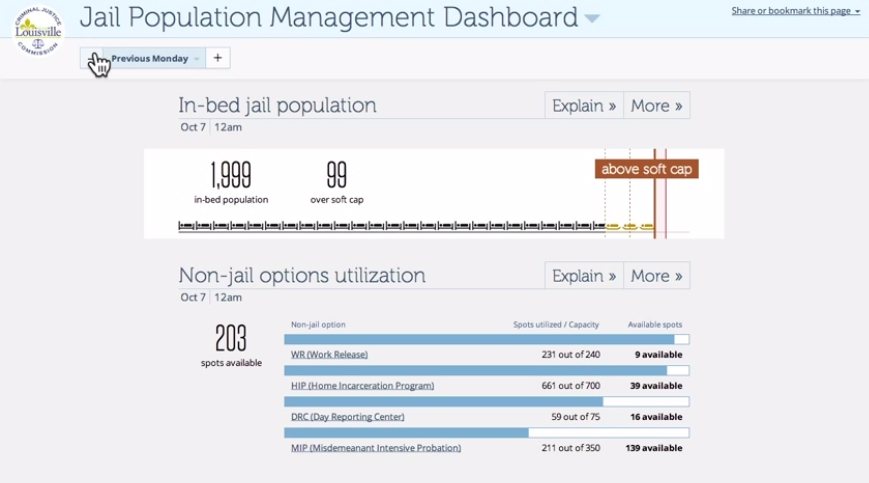 Jail Population Management Dashboard
Share or bookmark this page
CRIMINAL JUSTICE
Louisville
COMMISSION
Previous Monday
+
In-bed jail population
Explain »
More »
Oct 7 | 12am
1,999
99
above soft cap
in-bed population
over soft cap
Non-jail options utilization
Explain »
More »
Oct 7 | 12am
203
spots available
Non-jail option
Spots utilized / Capacity
Available spots
WR (Work Release)
231 out of 240
9 available
HIP (Home Incarceration Program)
661 out of 700
39 available
DRC (Day Reporting Center)
59 out of 75
16 available
MIP (Misdemeanant Intensive Probation)
211 out of 350
139 available